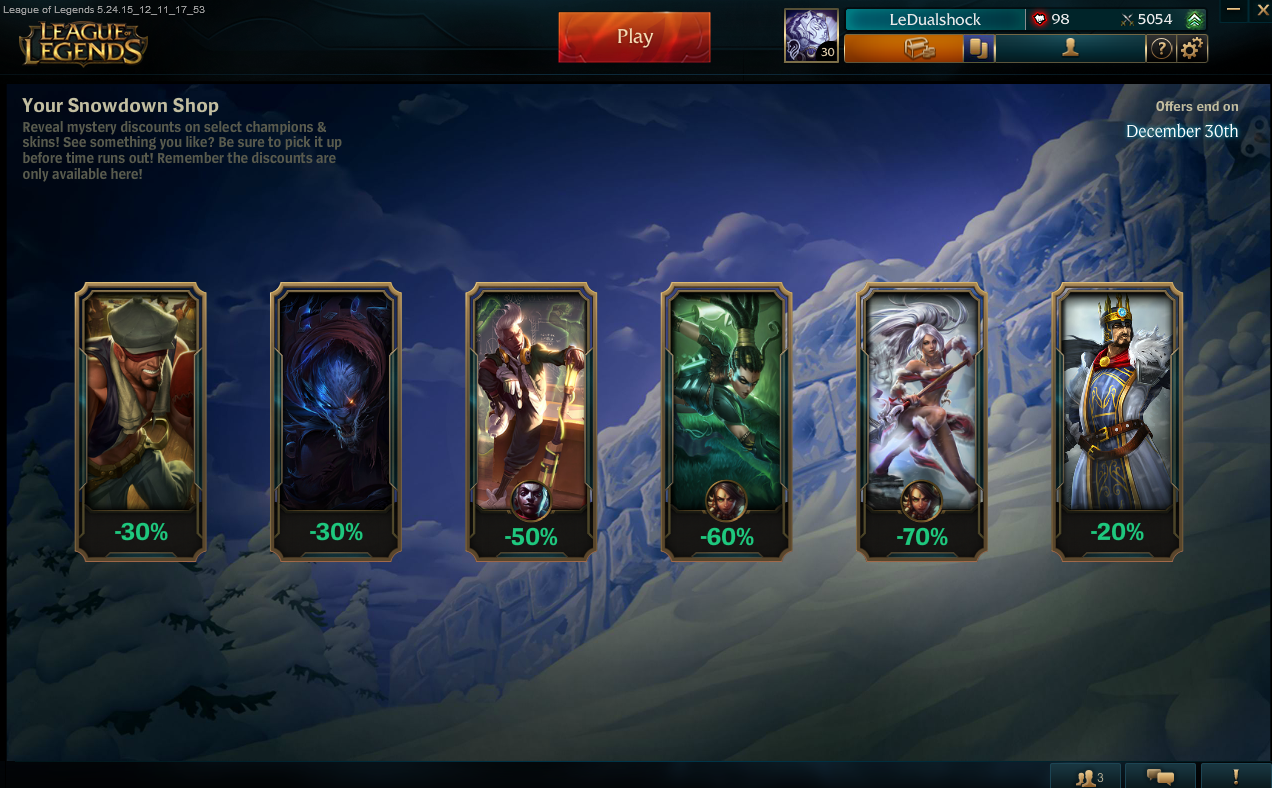 League of Legends 5.24.15_12_11_17_53
LEAGUE OF
LEGENDS
Play
30
LeDualshock
98
5054
?
Your Snowdown Shop
Reveal mystery discounts on select champions &
skins! See something you like? Be sure to pick it up
before time runs out! Remember the discounts are
only available here!
Offers end on
December 30th
-30%
-30%
-50%
-60%
-70%
-20%
3
!